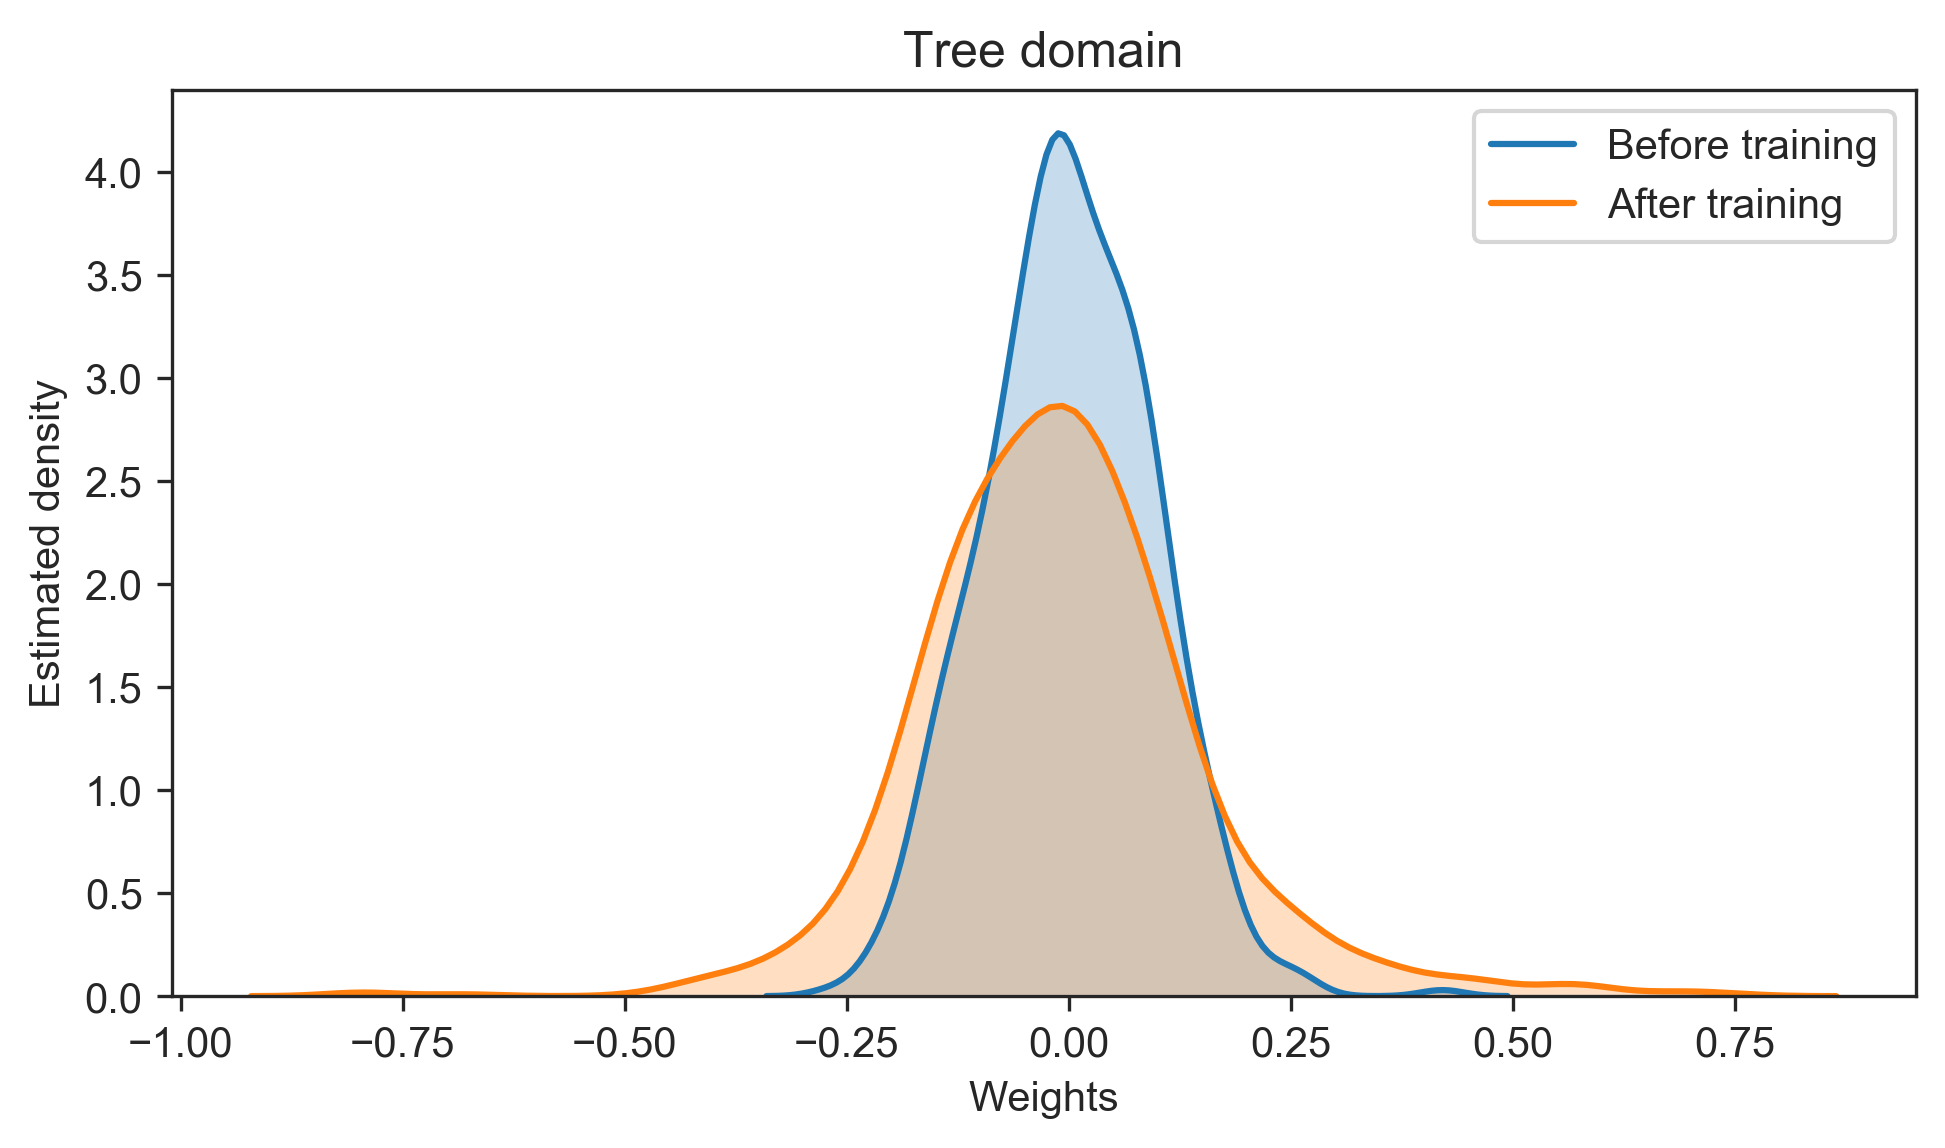 Tree domain
Before training
After training
4.0
3.5
3.0
2.5
2.0
1.5
1.0
0.5
0.0
Estimated density
−1.00 −0.75 −0.50 −0.25 0.00 0.25 0.50 0.75
Weights